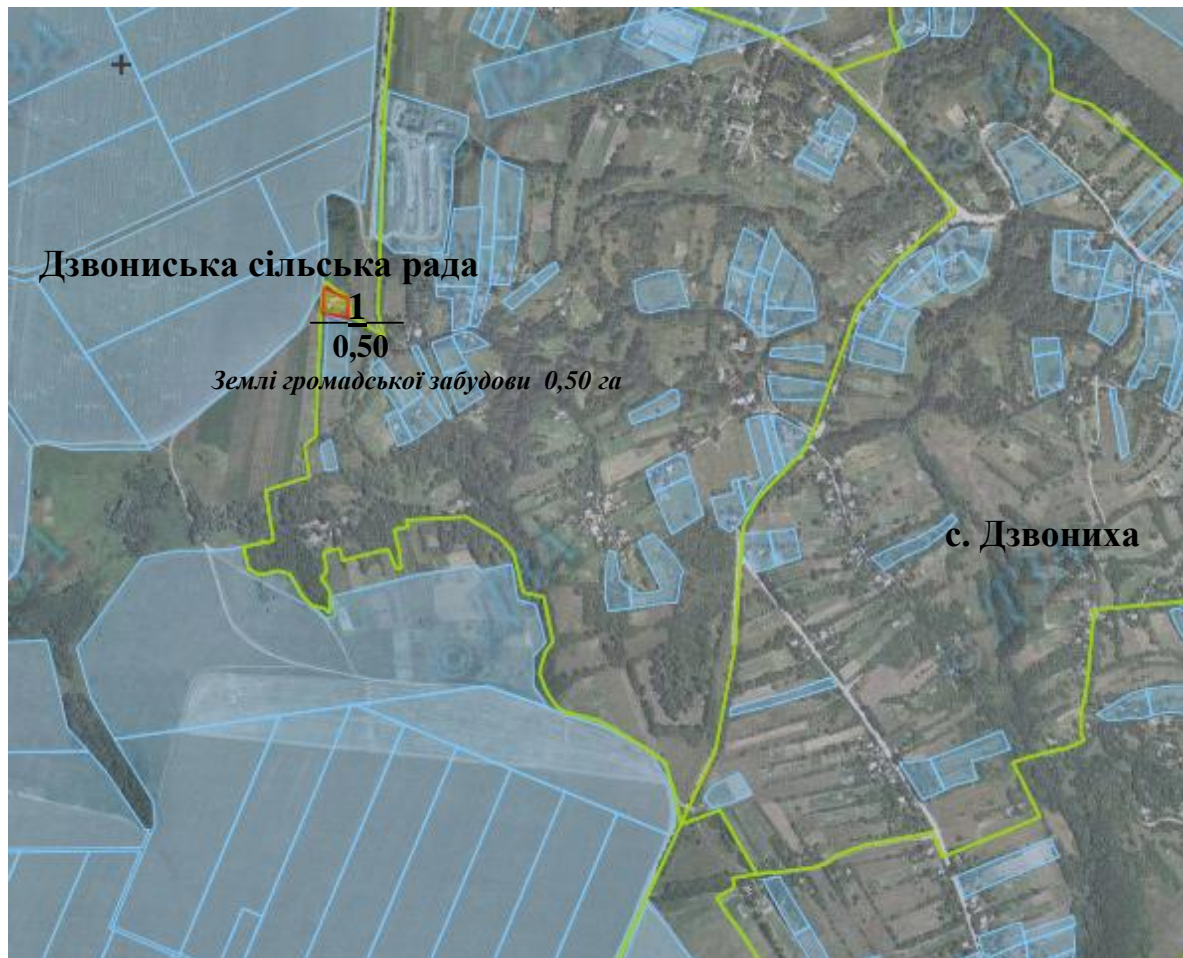 Дзвониська сільська рада
1
0,50
Землі громадської забудови 0,50 га
с. Дзвониха